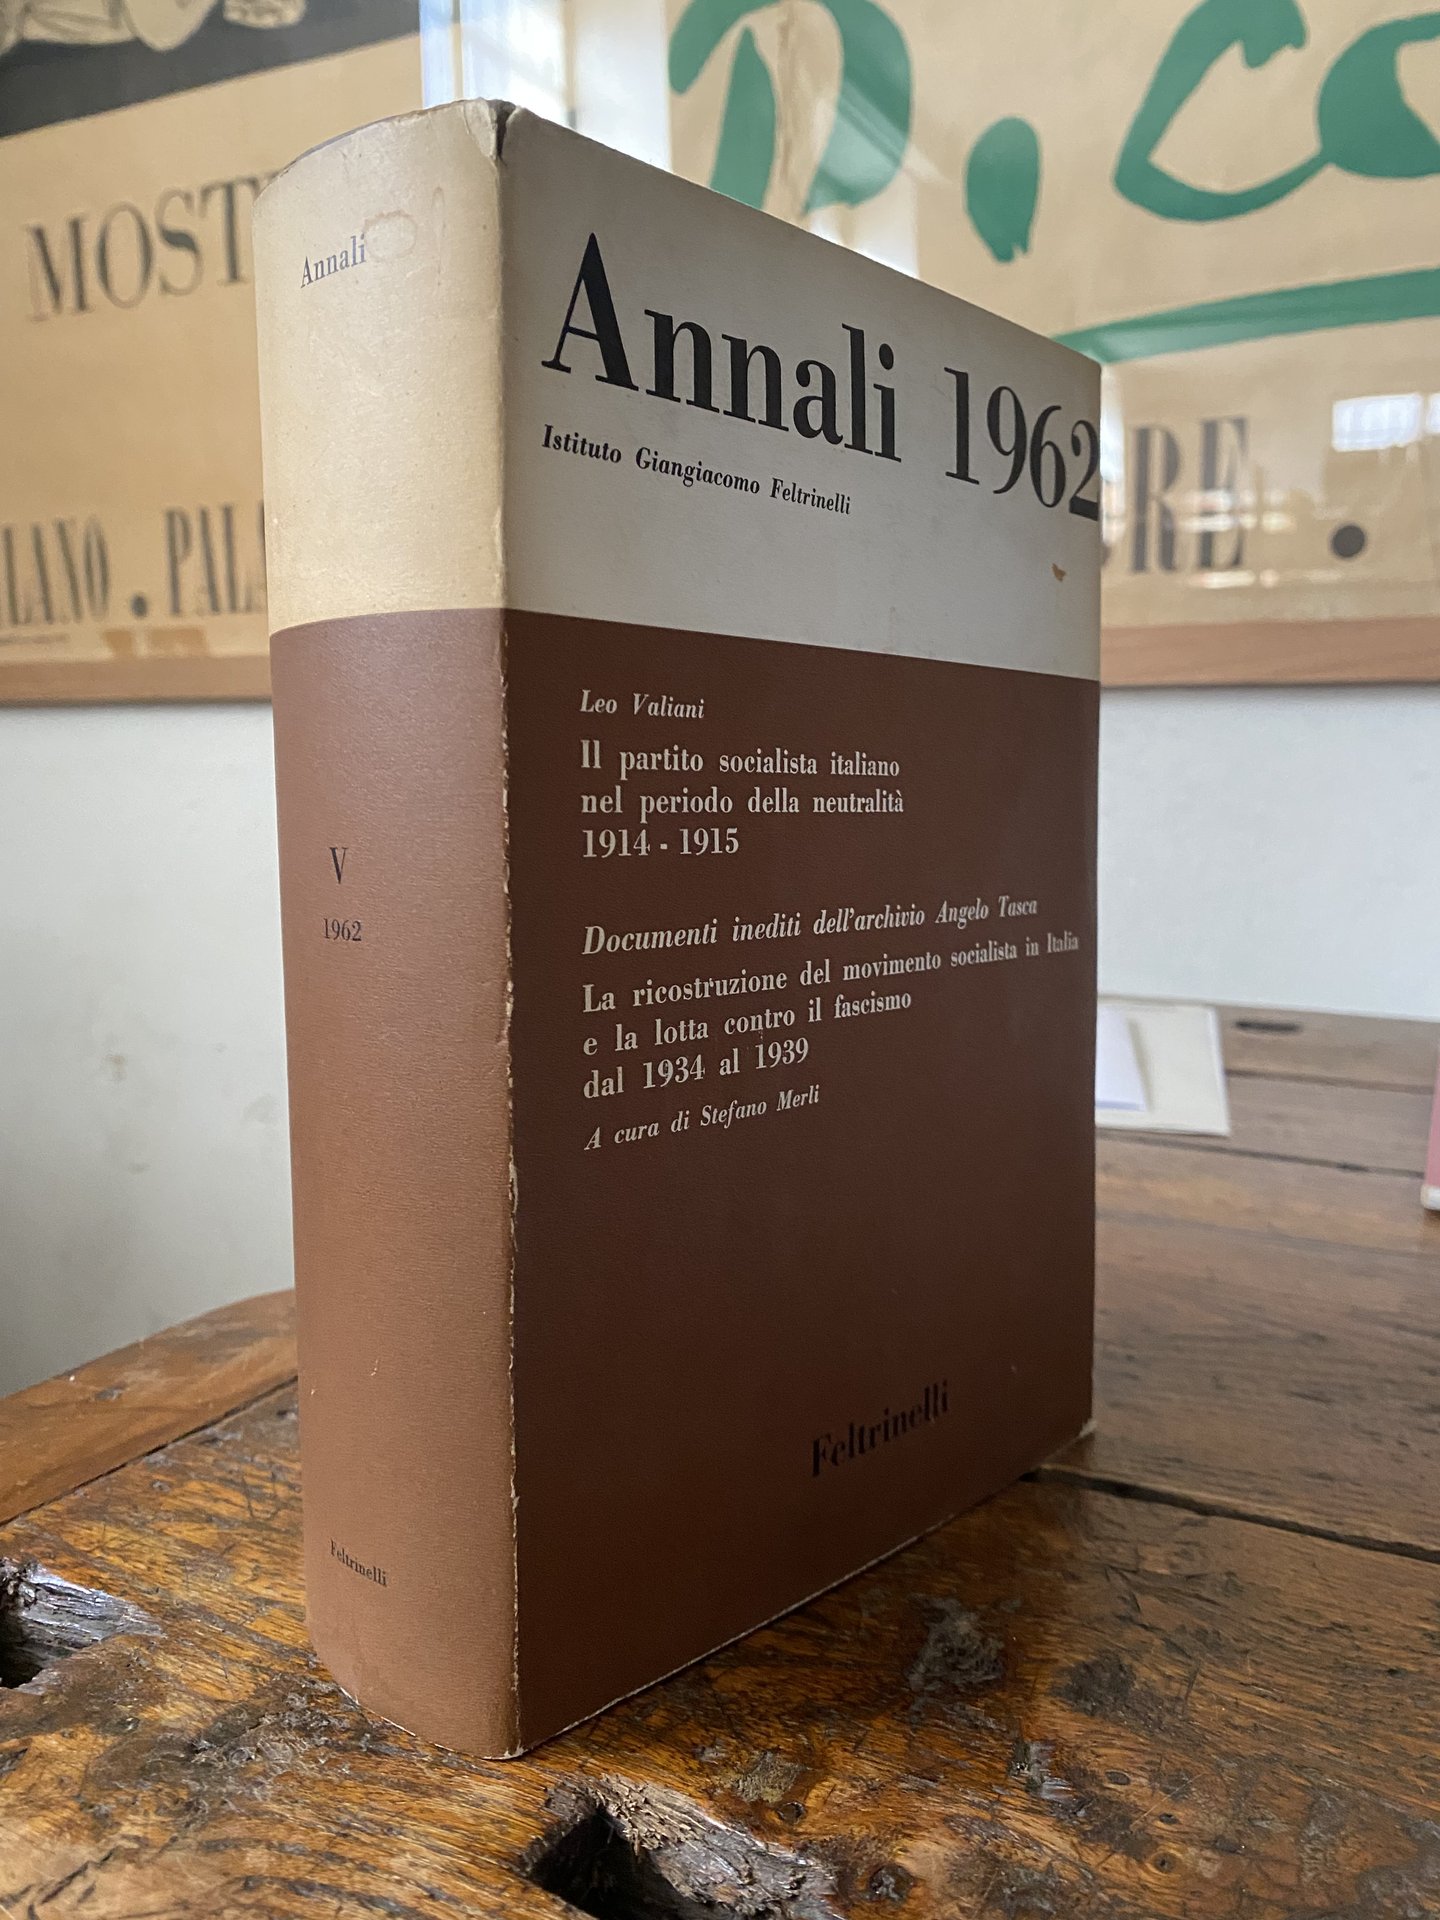 MOST
LANO . PALA
D. Co
RE .
Annali
V
1962
Feltrinelli
Annali 1962
Istituto Giangiacomo Feltrinelli
Leo Valiani
Il partito socialista italiano
nel periodo della neutralità
1914 - 1915
Documenti inediti dell'archivio Angelo Tasca
La ricostruzione del movimento socialista in Italia
e la lotta contro il fascismo
dal 1934 al 1939
A cura di Stefano Merli
Feltrinelli